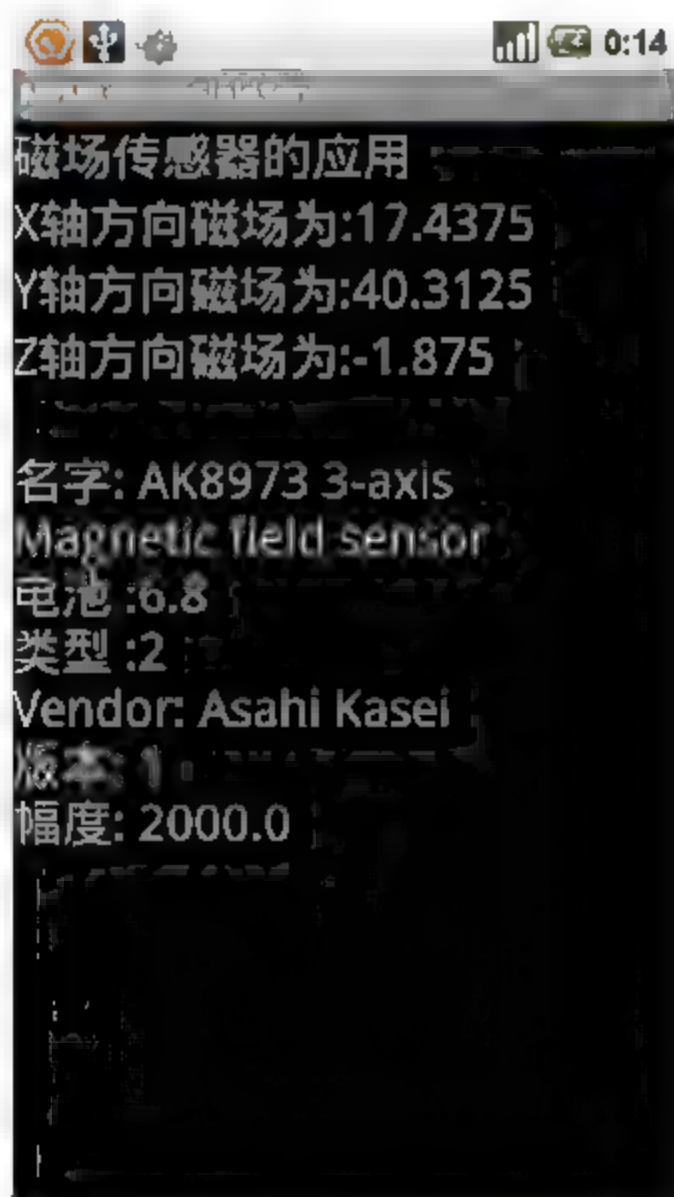 0:14
磁场传感器的应用
X轴方向磁场为:17.4375
Y轴方向磁场为:40.3125
Z轴方向磁场为:-1.875
名字: AK8973 3-axis
Magnetic field sensor
电池 :6.8
类型 :2
Vendor: Asahi Kasei
版本: 1
幅度: 2000.0